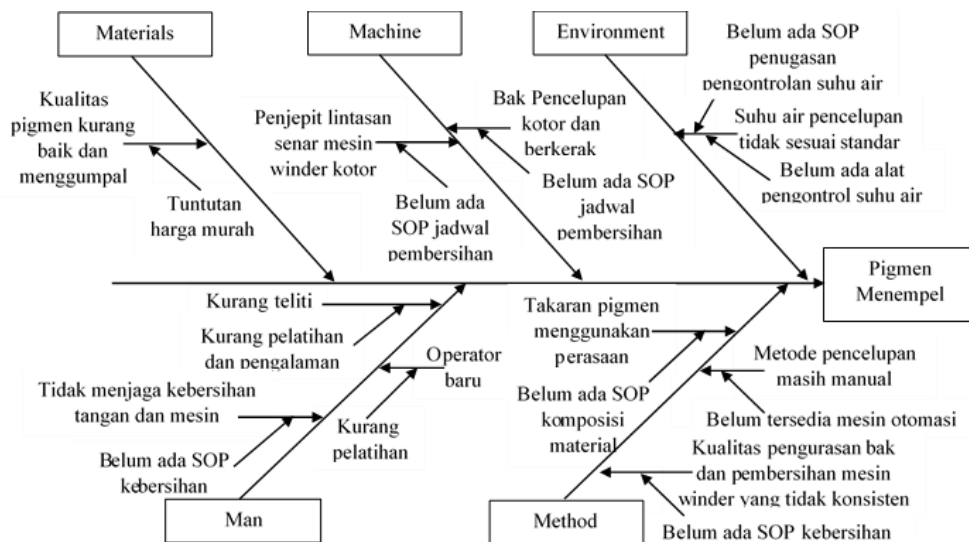 Materials
Machine
Environment
Belum ada SOP
penugasan
pengontrolan suhu air
Kualitas
pigmen kurang
baik dan
menggumpal
Tuntutan
harga murah
Penjepit lintasan
senar mesin
winder kotor
Belum ada
SOP jadwal
pembersihan
Bak Pencelupan
kotor dan
berkerak
Belum ada SOP
jadwal
pembersihan
Suhu air pencelupan
tidak sesuai standar
Belum ada alat
pengontrol suhu air
Pigmen
Menempel
Kurang teliti
Kurang pelatihan
dan pengalaman
Operator
baru
Kurang
pelatihan
Tidak menjaga kebersihan
tangan dan mesin
Belum ada SOP
kebersihan
Man
Takaran pigmen
menggunakan
perasaan
Belum ada SOP
komposisi
material
Metode pencelupan
masih manual
Belum tersedia mesin otomasi
Kualitas pengurasan bak
dan pembersihan mesin
winder yang tidak konsisten
Belum ada SOP kebersihan
Method